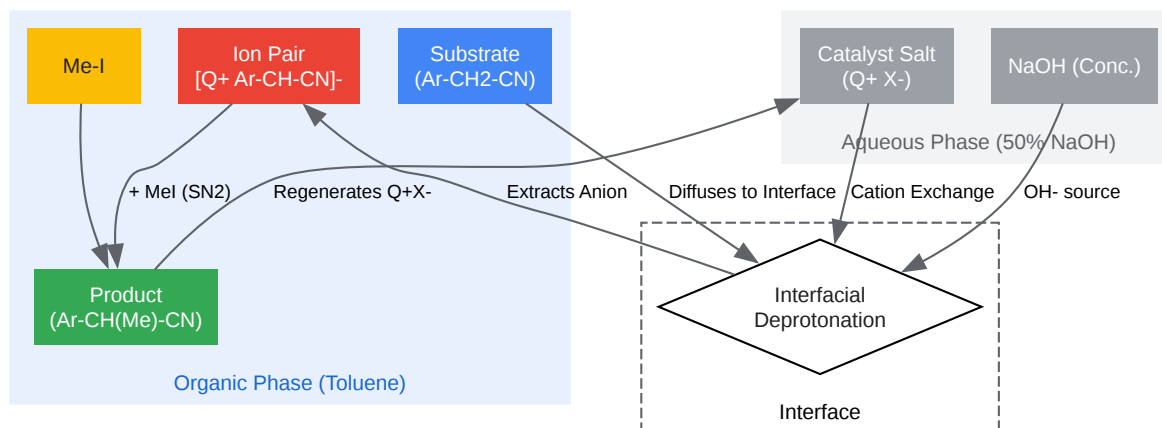 Me-I
Ion Pair
[Q+ Ar-CH-CN]-
Substrate
(Ar-CH2-CN)
Catalyst Salt
(Q+ X-)
NaOH (Conc.)
Aqueous Phase (50% NaOH)
+ MeI (SN2)
Regenerates Q+X-
Extracts Anion
Diffuses to Interface
Cation Exchange
OH- source
Product
(Ar-CH(Me)-CN)
Interfacial
Deprotonation
Organic Phase (Toluene)
Interface